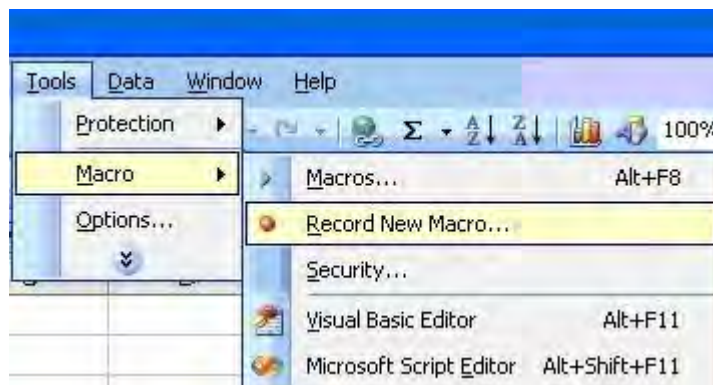 Tools Data Window Help
Protection
Σ A Z Z A 100%
Macro
Macros... Alt+F8
Options...
Record New Macro...
Security...
Visual Basic Editor Alt+F11
Microsoft Script Editor Alt+Shift+F11